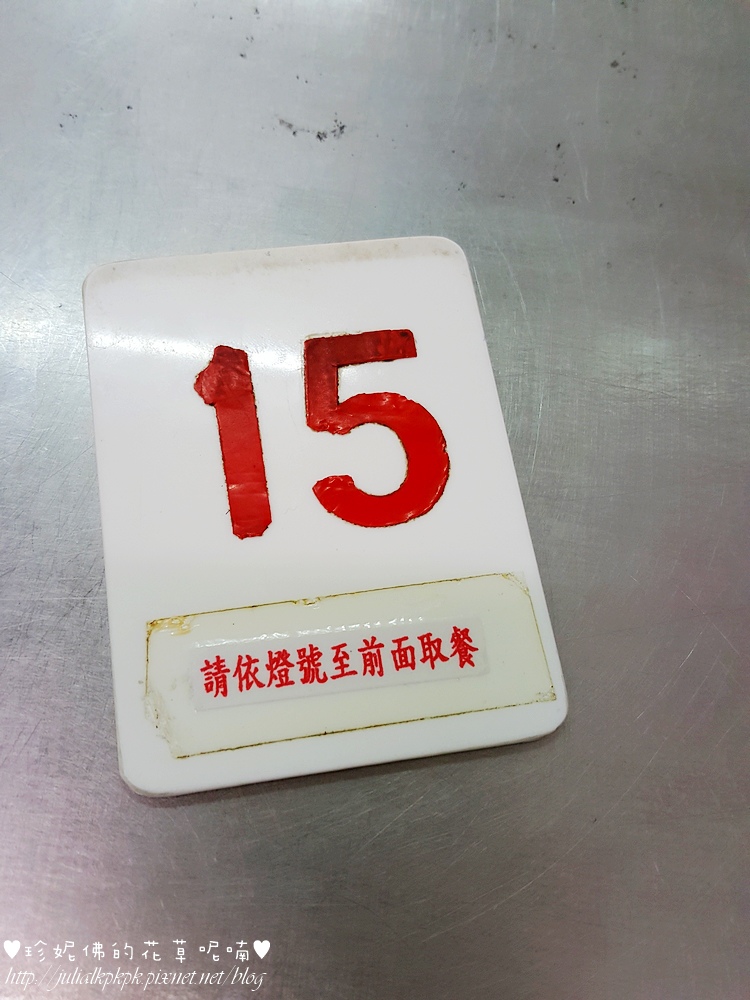 15
請依燈號至前面取餐
♥珍妮佛的花草呢喃♥
http://julialkpkpk.pixnet.net/blog